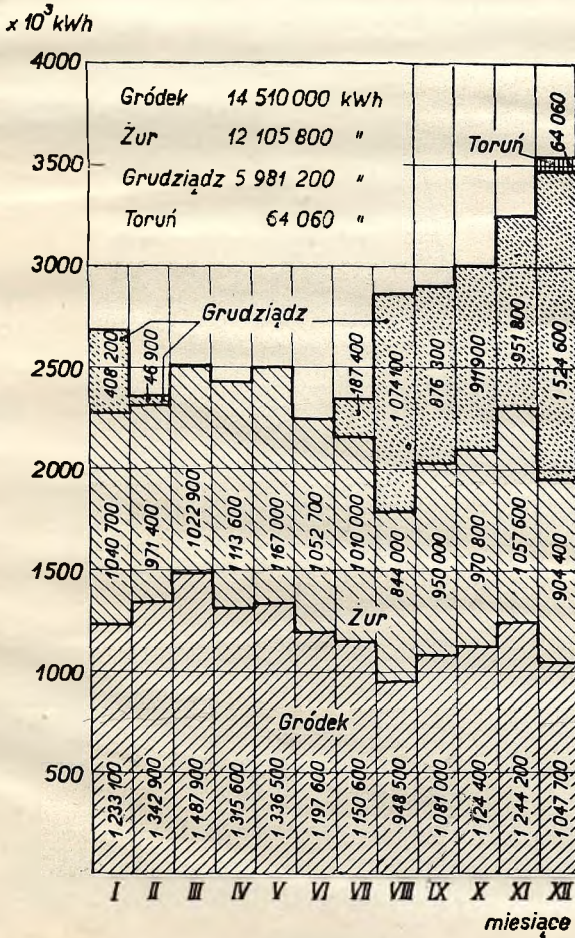 x 10³ kWh
4000
3500
3000
2500
2000
1500
1000
500
Gródek 14 510 000 kWh
Żur 12 105 800 "
Grudziądz 5 981 200 "
Toruń 64 060 "
Toruń
64 060
Grudziądz
408 200
46 900
187 400
1 074 100
876 300
911 900
951 800
1 524 600
1 040 700
971 400
1 022 900
1 113 600
1 167 000
1 052 700
1 010 000
844 000
950 000
970 800
1 057 600
904 400
Żur
Gródek
1 233 100
1 342 900
1 487 900
1 315 600
1 336 500
1 197 600
1 150 600
948 500
1 081 000
1 124 400
1 244 200
1 047 700
I II III IV V VI VII VIII IX X XI XII
miesiące